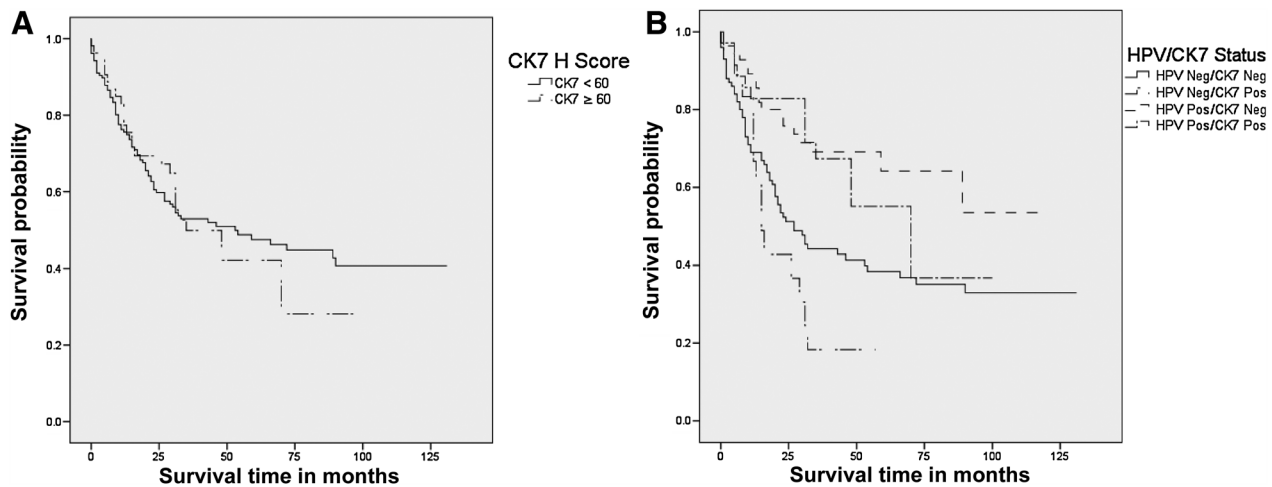 A
CK7 H Score
CK7 < 60
CK7 ≥ 60
Survival probability
1.0
0.8
0.6
0.4
0.2
0.0
0 25 50 75 100 125
Survival time in months
B
HPV/CK7 Status
HPV Neg/CK7 Neg
HPV Neg/CK7 Pos
HPV Pos/CK7 Neg
HPV Pos/CK7 Pos
Survival probability
1.0
0.8
0.6
0.4
0.2
0.0
0 25 50 75 100 125
Survival time in months